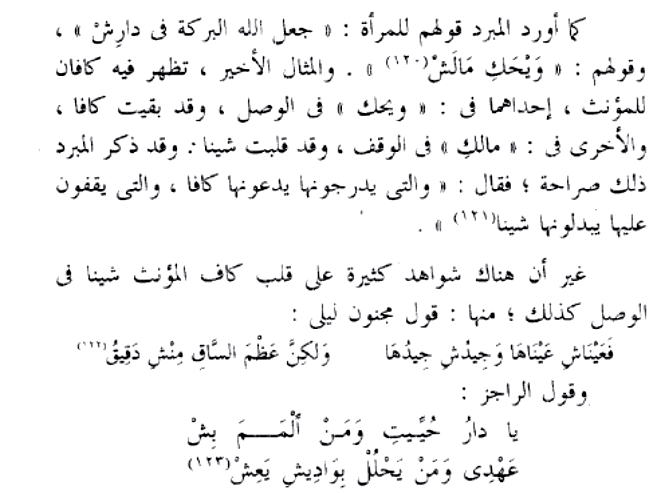 كما أورد المبرد قولهم للمرأة : « جعل الله البركة فى دارِشْ » ،
وقولهم : « وَيْحَكِ مَالَشْ(١٢٠) » . والمثال الأخير ، تظهر فيه كافان
للمؤنث ، إحداهما فى : « ويحك » فى الوصل ، وقد بقيت كافا ،
والأخرى فى : « مالكِ » فى الوقف ، وقد قلبت شينا . وقد ذكر المبرد
ذلك صراحة ؛ فقال : « والتى يدرجونها يدعونها كافا ، والتى يقفون
عليها يبدلونها شينا(١٢١) » .
غير أن هناك شواهد كثيرة على قلب كاف المؤنث شينا فى
الوصل كذلك ؛ منها : قول مجنون ليلى :
فَعَيْنَاشِ عَيْنَاهَا وَجِيدُشِ جِيدُهَا ولكِنَّ عَظْمَ السَّاقِ مِنْشِ دَقِيقُ(١٢٢)
وقول الراجز :
يا دارُ حُيِّيتِ وَمَنْ أَلْمَـــمَ بِشْ
عَهْدِى وَمَنْ يَحْلُلْ بِوَادِيشِ يَعِشْ(١٢٣)